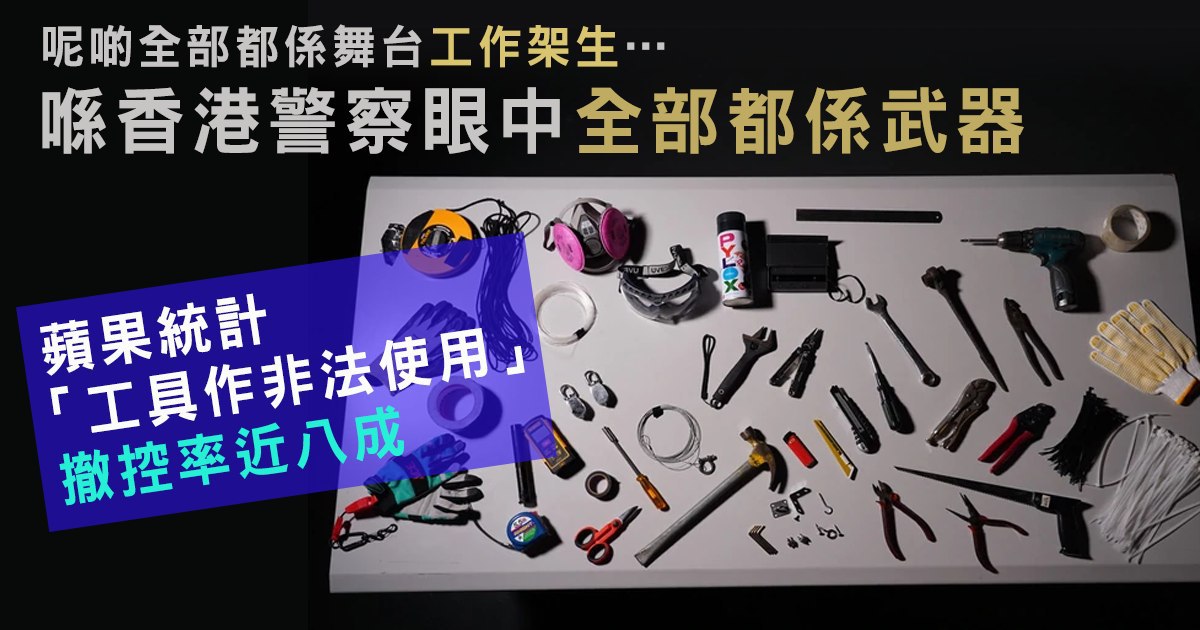 呢啲全部都係舞台工作架生…
喺香港警察眼中全部都係武器
蘋果統計
「工具作非法使用」
撤控率近八成
PYLOX
uvex